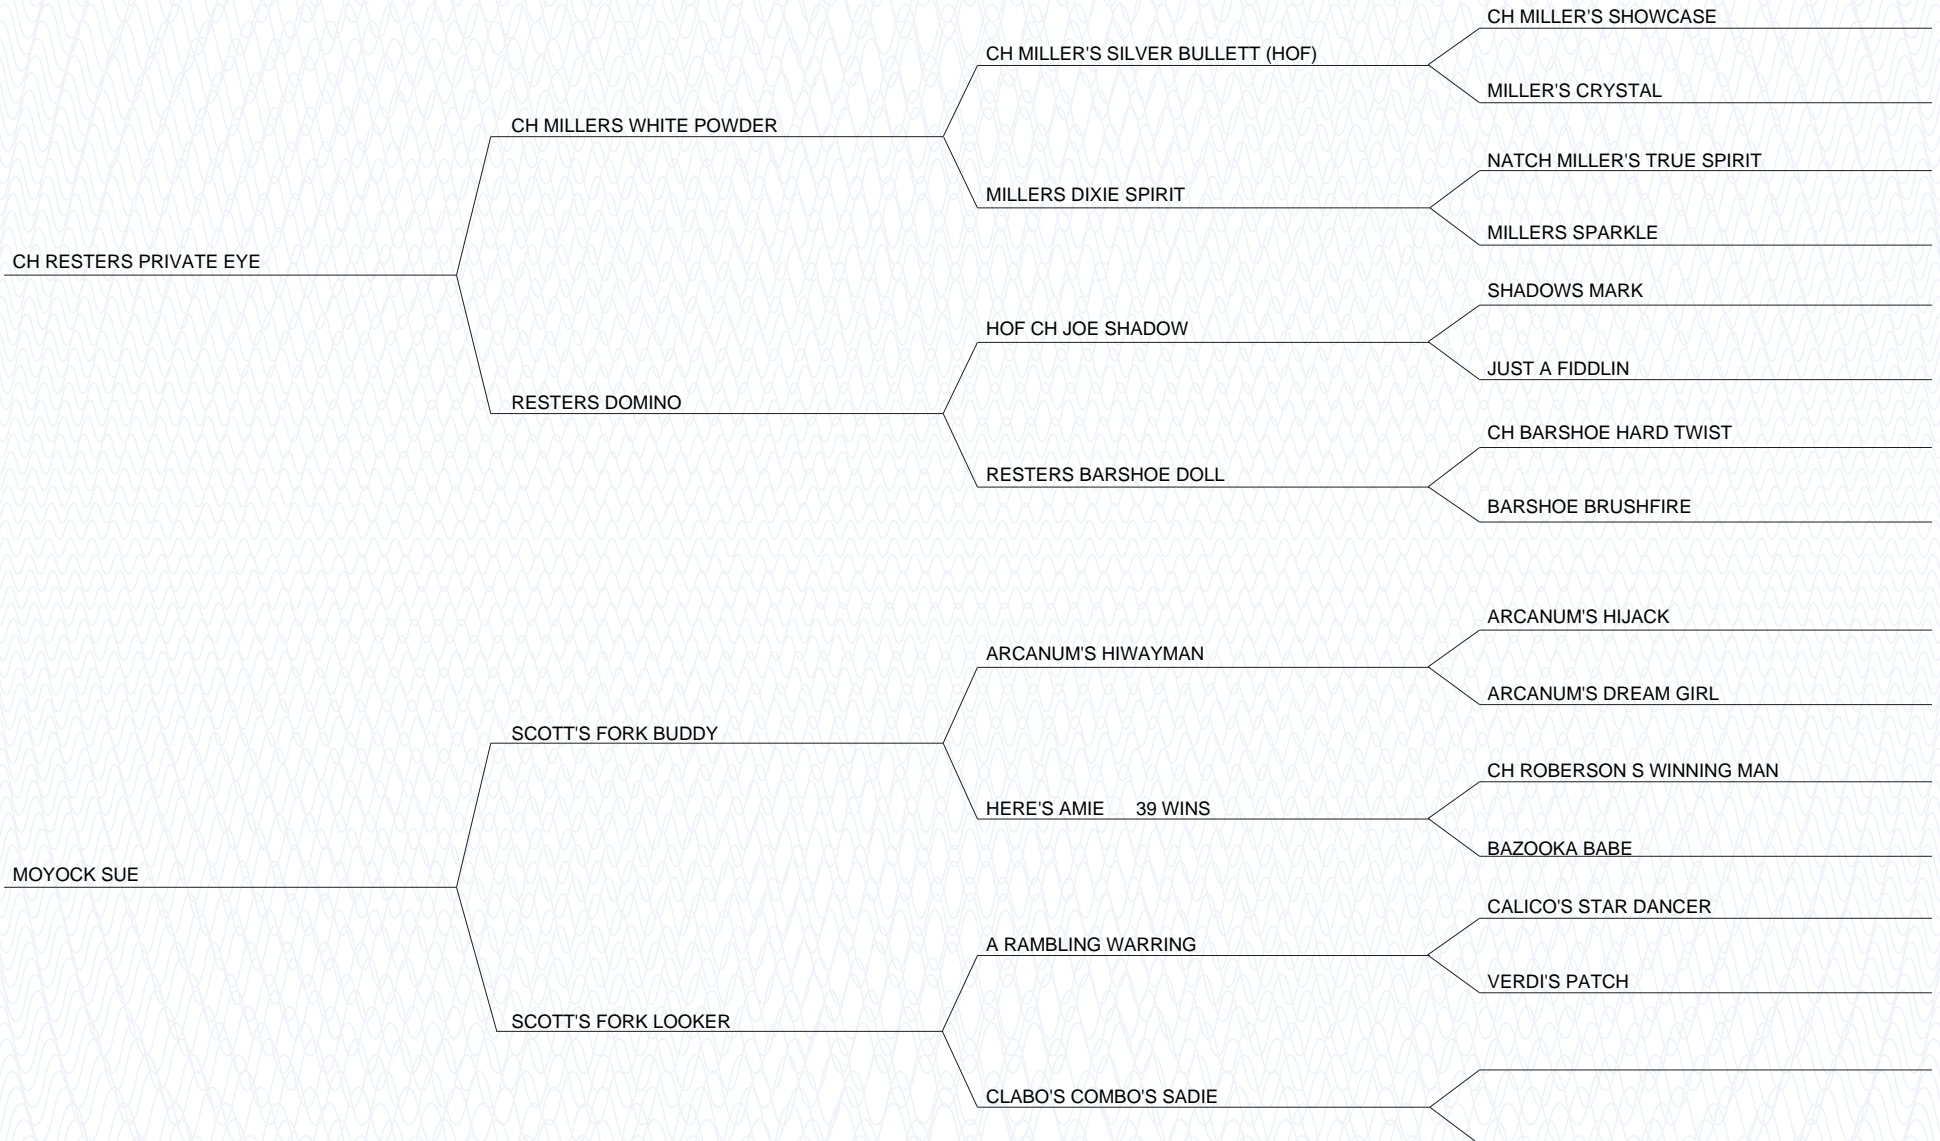 CH MILLER'S SHOWCASE
CH MILLER'S SILVER BULLETT (HOF)
MILLER'S CRYSTAL
CH MILLERS WHITE POWDER
NATCH MILLER'S TRUE SPIRIT
MILLERS DIXIE SPIRIT
MILLERS SPARKLE
CH RESTERS PRIVATE EYE
SHADOWS MARK
HOF CH JOE SHADOW
JUST A FIDDLIN
RESTERS DOMINO
CH BARSHOE HARD TWIST
RESTERS BARSHOE DOLL
BARSHOE BRUSHFIRE
ARCANUM'S HIJACK
ARCANUM'S HIWAYMAN
ARCANUM'S DREAM GIRL
SCOTT'S FORK BUDDY
CH ROBERSON S WINNING MAN
HERE'S AMIE 39 WINS
BAZOOKA BABE
MOYOCK SUE
CALICO'S STAR DANCER
A RAMBLING WARRING
VERDI'S PATCH
SCOTT'S FORK LOOKER
CLABO'S COMBO'S SADIE